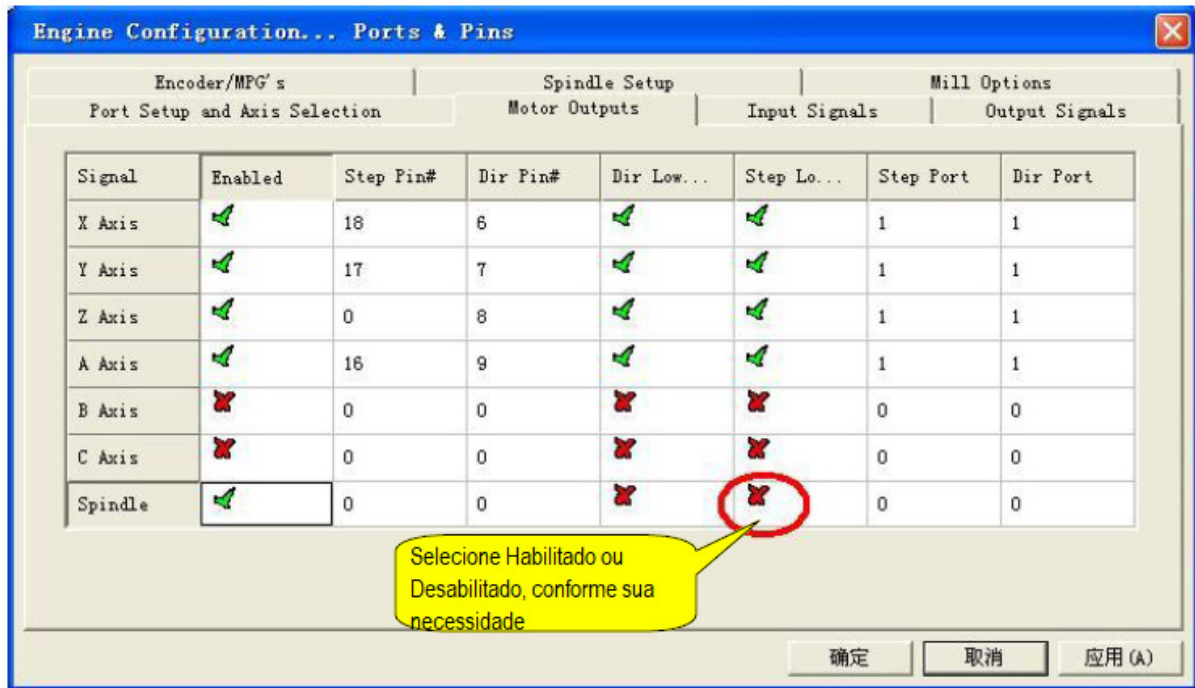 Engine Configuration... Ports & Pins
Encoder/MPG's Spindle Setup Mill Options
Port Setup and Axis Selection Motor Outputs Input Signals Output Signals
Signal Enabled Step Pin# Dir Pin# Dir Low... Step Lo... Step Port Dir Port
X Axis 18 6 1 1
Y Axis 17 7 1 1
Z Axis 0 8 1 1
A Axis 16 9 1 1
B Axis 0 0 0 0
C Axis 0 0 0 0
Spindle 0 0 0 0
Selecione Habilitado ou
Desabilitado, conforme sua
necessidade
确定 取消 应用(A)